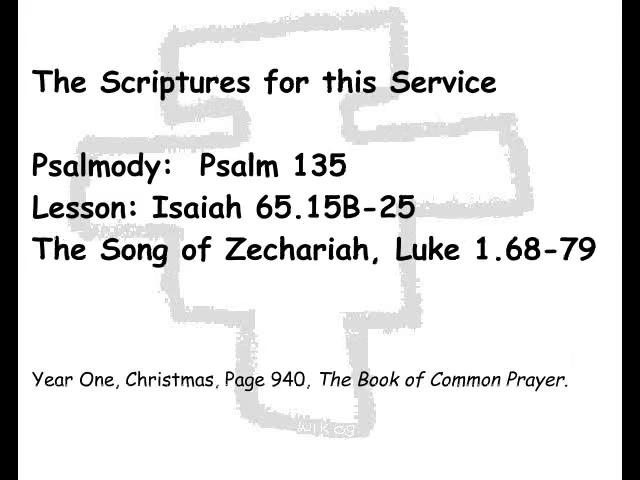 The Scriptures for this Service
Psalmody: Psalm 135
Lesson: Isaiah 65.15B-25
The Song of Zechariah, Luke 1.68-79
Year One, Christmas, Page 940, The Book of Common Prayer.